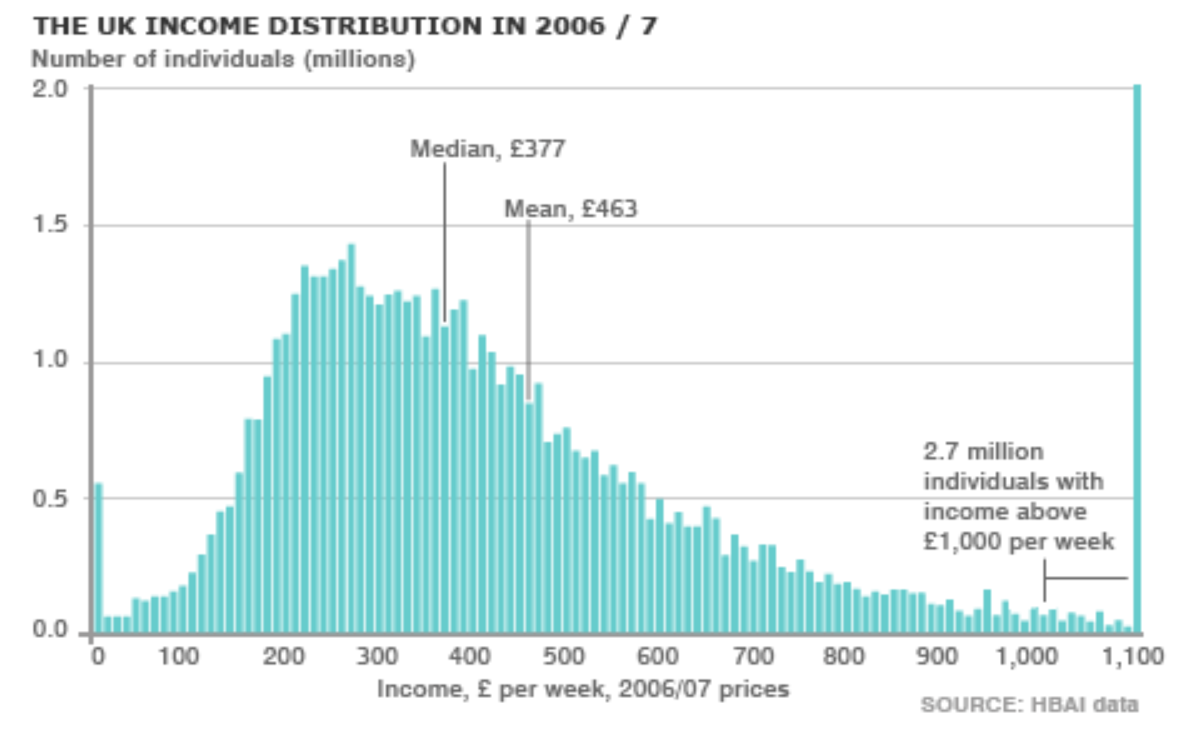 THE UK INCOME DISTRIBUTION IN 2006 / 7
Number of individuals (millions)
2.0
Median, £377
Mean, £463
1.5
1.0
2.7 million
individuals with
income above
£1,000 per week
0.5
0.0
0 100 200 300 400 500 600 700 800 900 1,000 1,100
Income, £ per week, 2006/07 prices
SOURCE: HBAI data